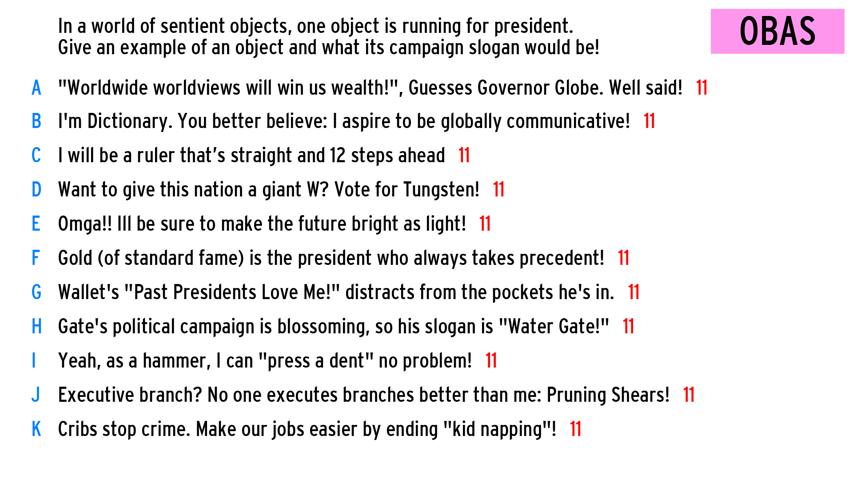 In a world of sentient objects, one object is running for president.
Give an example of an object and what its campaign slogan would be!
OBAS
A "Worldwide worldviews will win us wealth!", Guesses Governor Globe. Well said! 11
B I'm Dictionary. You better believe: I aspire to be globally communicative! 11
C I will be a ruler that's straight and 12 steps ahead 11
D Want to give this nation a giant W? Vote for Tungsten! 11
E Omga!! Ill be sure to make the future bright as light! 11
F Gold (of standard fame) is the president who always takes precedent! 11
G Wallet's "Past Presidents Love Me!" distracts from the pockets he's in. 11
H Gate's political campaign is blossoming, so his slogan is "Water Gate!" 11
I Yeah, as a hammer, I can "press a dent" no problem! 11
J Executive branch? No one executes branches better than me: Pruning Shears! 11
K Cribs stop crime. Make our jobs easier by ending "kid napping"! 11